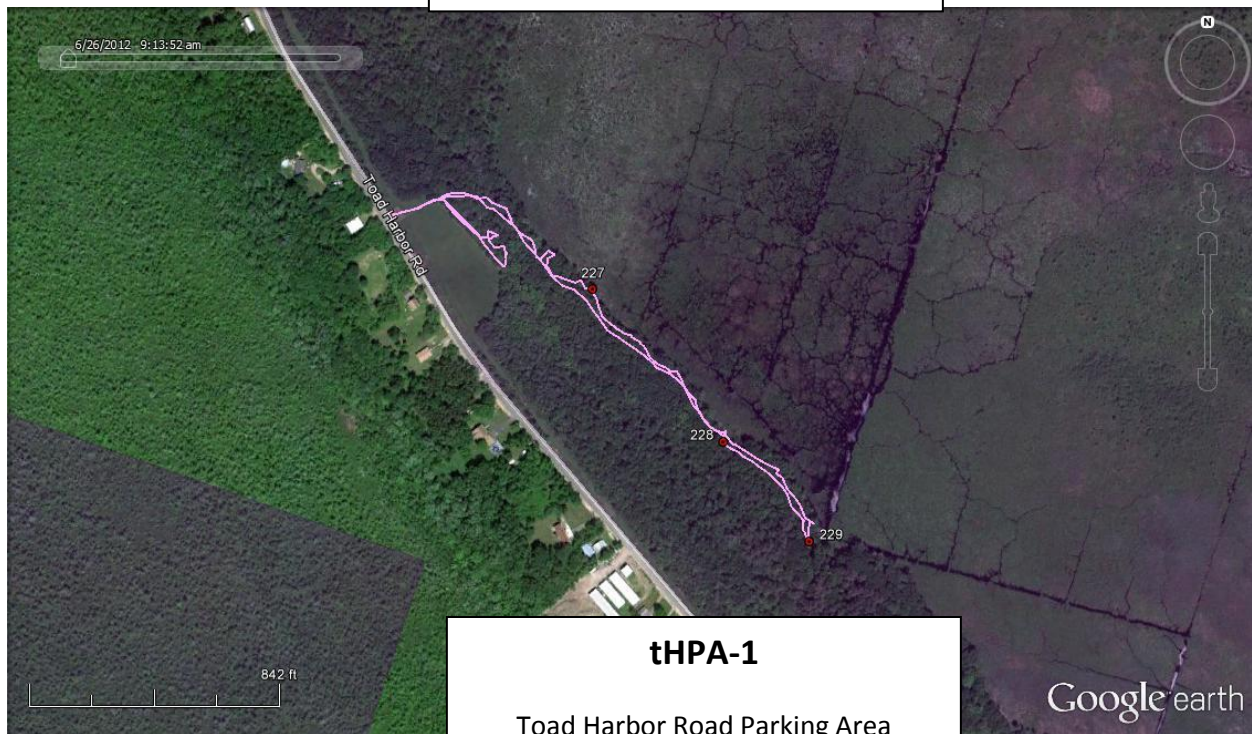 6/26/2012 9:13:52 am
N
Toad Harbor Rd
227
228
229
842 ft
tHPA-1
Toad Harbor Road Parking Area
Google earth